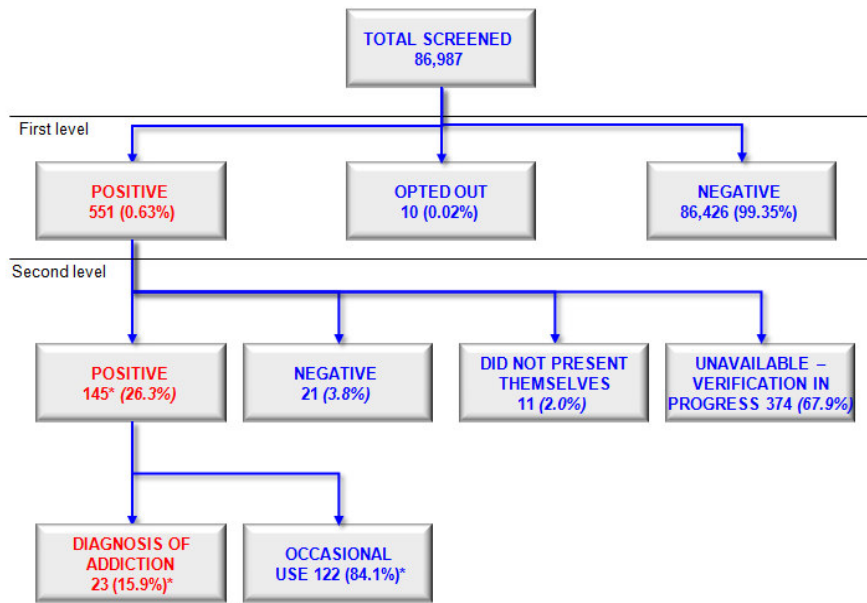 TOTAL SCREENED
86,987
First level
POSITIVE
551 (0.63%)
OPTED OUT
10 (0.02%)
NEGATIVE
86,426 (99.35%)
Second level
POSITIVE
145* (26.3%)
NEGATIVE
21 (3.8%)
DID NOT PRESENT
THEMSELVES
11 (2.0%)
UNAVAILABLE –
VERIFICATION IN
PROGRESS 374 (67.9%)
DIAGNOSIS OF
ADDICTION
23 (15.9%)*
OCCASIONAL
USE 122 (84.1%)*